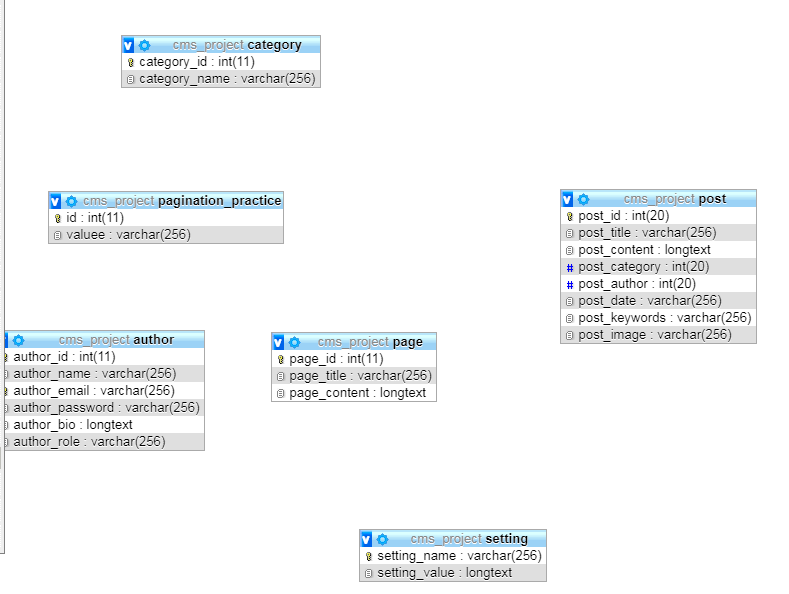 cms_project category
category_id : int(11)
category_name : varchar(256)
cms_project pagination_practice
id : int(11)
valuee : varchar(256)
cms_project post
post_id : int(20)
post_title : varchar(256)
post_content : longtext
# post_category : int(20)
# post_author : int(20)
post_date : varchar(256)
post_keywords : varchar(256)
post_image : varchar(256)
cms_project author
author_id : int(11)
author_name : varchar(256)
author_email : varchar(256)
author_password : varchar(256)
author_bio : longtext
author_role : varchar(256)
cms_project page
page_id : int(11)
page_title : varchar(256)
page_content : longtext
cms_project setting
setting_name : varchar(256)
setting_value : longtext